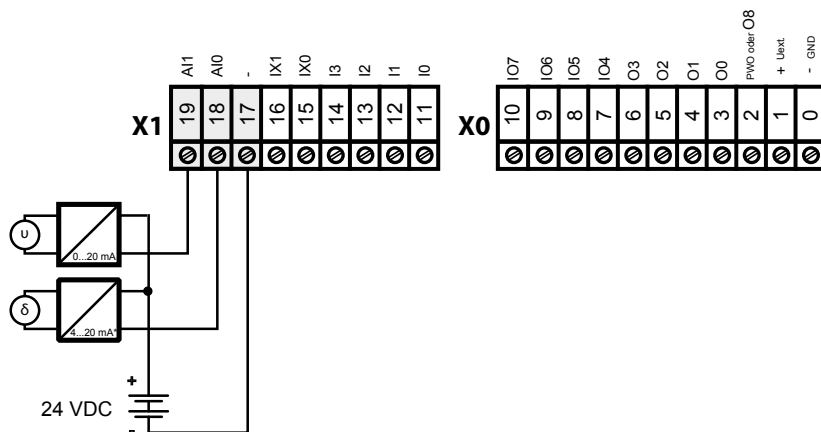 AI1 AI0 - IX1 IX0 I3 I2 I1 I0
X1 19 18 17 16 15 14 13 12 11
IO7 IO6 IO5 IO4 O3 O2 O1 O0 PWO oder O8 + Uext. - GND
X0 10 9 8 7 6 5 4 3 2 1 0
υ
0...20 mA
δ
4...20 mA*
+
24 VDC
-